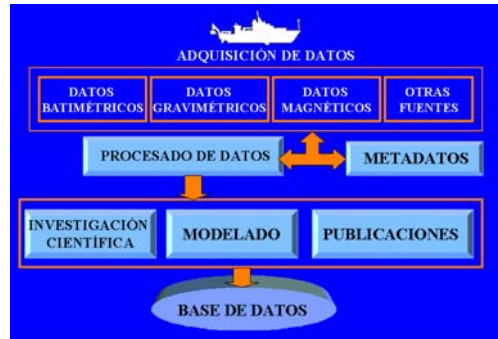 ADQUISICIÓN DE DATOS
DATOS BATIMÉTRICOS
DATOS GRAVIMÉTRICOS
DATOS MAGNÉTICOS
OTRAS FUENTES
PROCESADO DE DATOS
METADATOS
INVESTIGACIÓN CIENTÍFICA
MODELADO
PUBLICACIONES
BASE DE DATOS